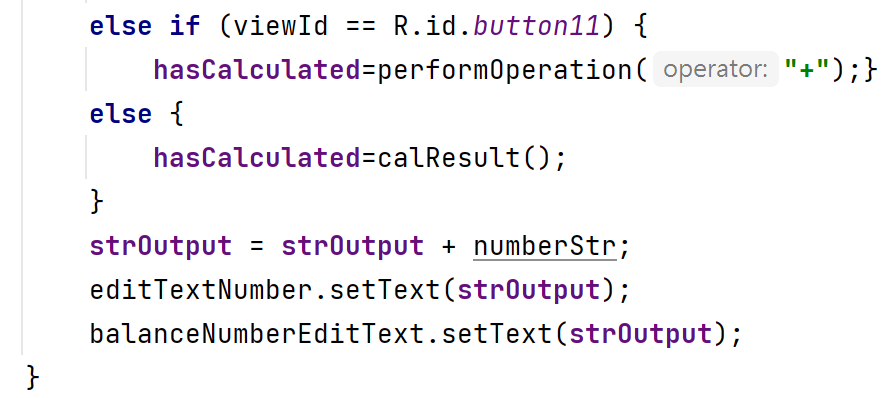 else if (viewId == R.id.button11) {
hasCalculated=performOperation( operator: "+");}
else {
hasCalculated=calResult();
}
strOutput = strOutput + numberStr;
editTextNumber.setText(strOutput);
balanceNumberEditText.setText(strOutput);
}